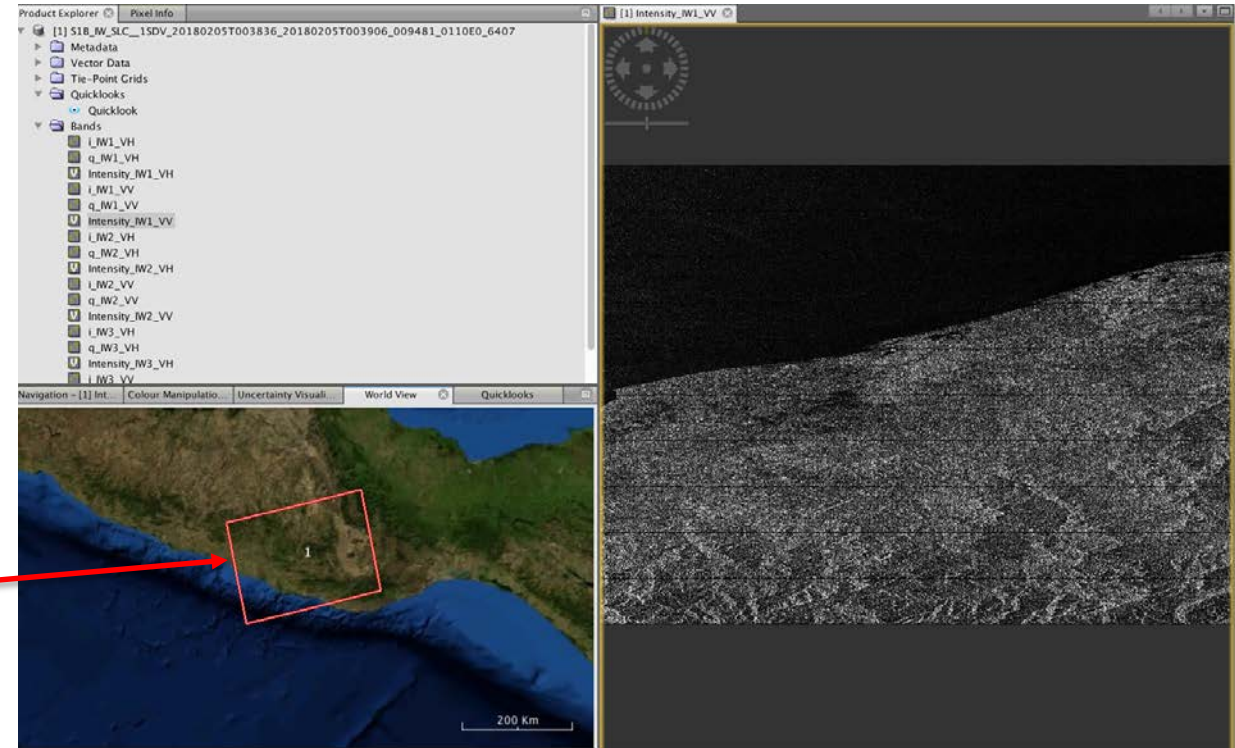 Product Explorer Pixel Info
[1] S1B_IW_SLC__1SDV_20180205T003836_20180205T003906_009481_0110E0_6407
Metadata
Vector Data
Tie-Point Grids
Quicklooks
Quicklook
Bands
i_IW1_VH
q_IW1_VH
Intensity_IW1_VH
i_IW1_VV
q_IW1_VV
Intensity_IW1_VV
i_IW2_VH
q_IW2_VH
Intensity_IW2_VH
i_IW2_VV
q_IW2_VV
Intensity_IW2_VV
i_IW3_VH
q_IW3_VH
Intensity_IW3_VH
i_IW3_VV
Navigation - [1] Int... Colour Manipulatio... Uncertainty Visuali... World View Quicklooks
1
200 Km
[1] Intensity_IW1_VV